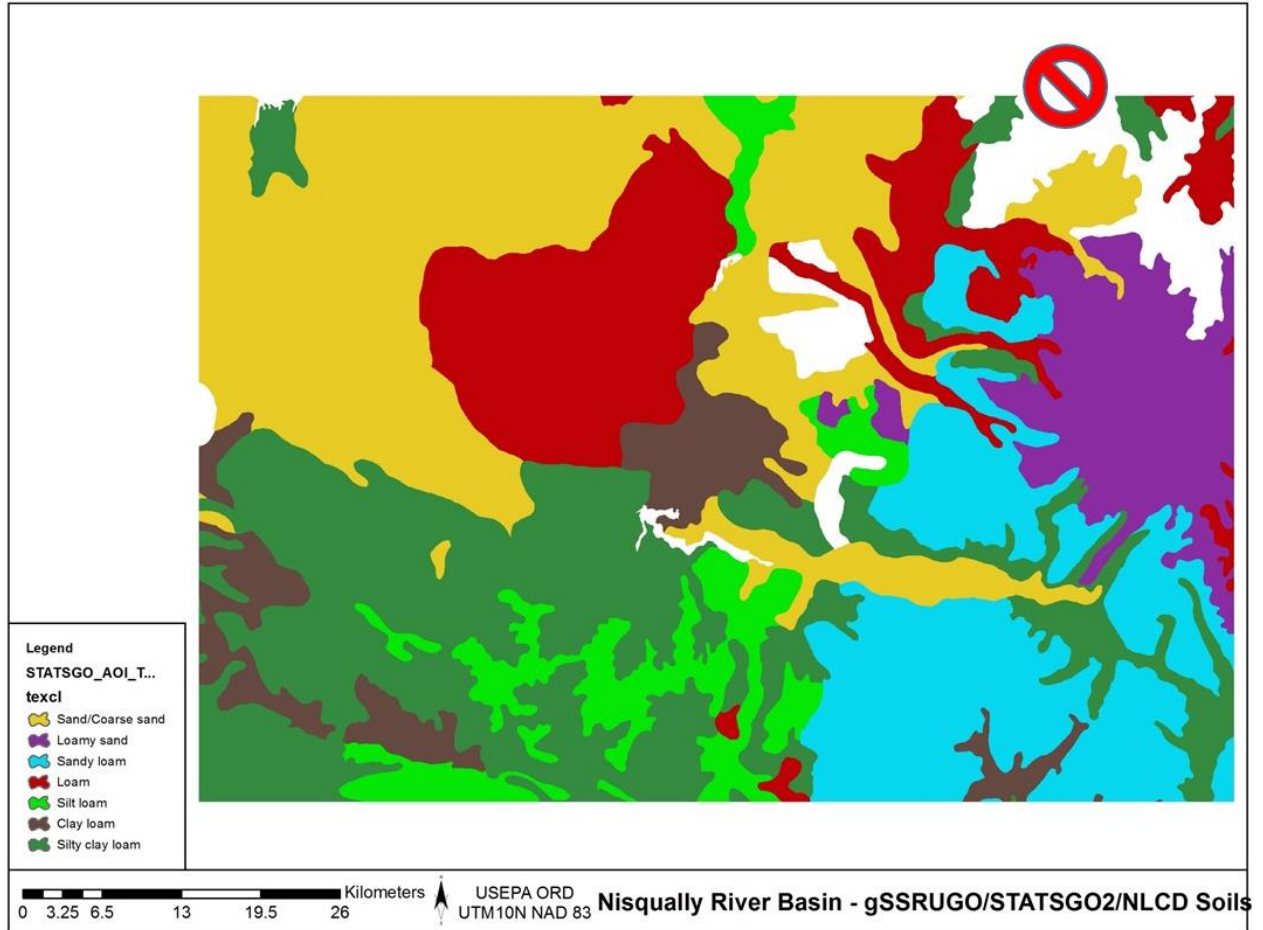 Legend
STATSGO_AOI_T...
texcl
Sand/Coarse sand
Loamy sand
Sandy loam
Loam
Silt loam
Clay loam
Silty clay loam
Kilometers
0 3.25 6.5 13 19.5 26
USEPA ORD
UTM10N NAD 83
Nisqually River Basin - gSSRUGO/STATSGO2/NLCD Soils